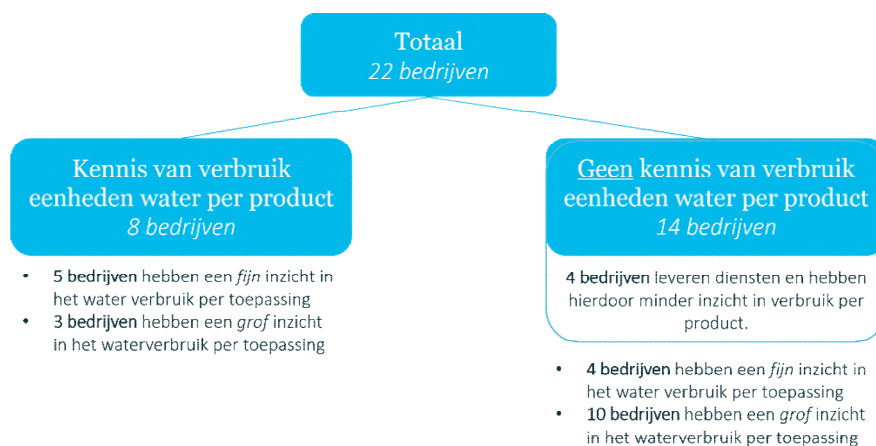 Totaal
22 bedrijven
Kennis van verbruik
eenheden water per product
8 bedrijven
• 5 bedrijven hebben een fijn inzicht in
het water verbruik per toepassing
• 3 bedrijven hebben een grof inzicht
in het waterverbruik per toepassing
Geen kennis van verbruik
eenheden water per product
14 bedrijven
4 bedrijven leveren diensten en hebben
hierdoor minder inzicht in verbruik per
product.
• 4 bedrijven hebben een fijn inzicht in
het water verbruik per toepassing
• 10 bedrijven hebben een grof inzicht
in het waterverbruik per toepassing